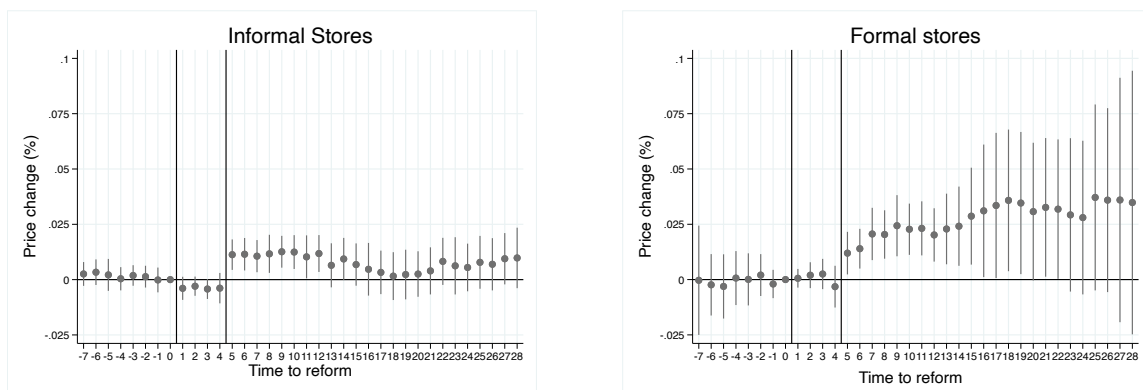 Informal Stores
Price change (%)
.1
.075
.05
.025
0
-.025
-7 -6 -5 -4 -3 -2 -1 0 1 2 3 4 5 6 7 8 9 10 11 12 13 14 15 16 17 18 19 20 21 22 23 24 25 26 27 28
Time to reform
Formal stores
Price change (%)
.1
.075
.05
.025
0
-.025
-7 -6 -5 -4 -3 -2 -1 0 1 2 3 4 5 6 7 8 9 10 11 12 13 14 15 16 17 18 19 20 21 22 23 24 25 26 27 28
Time to reform